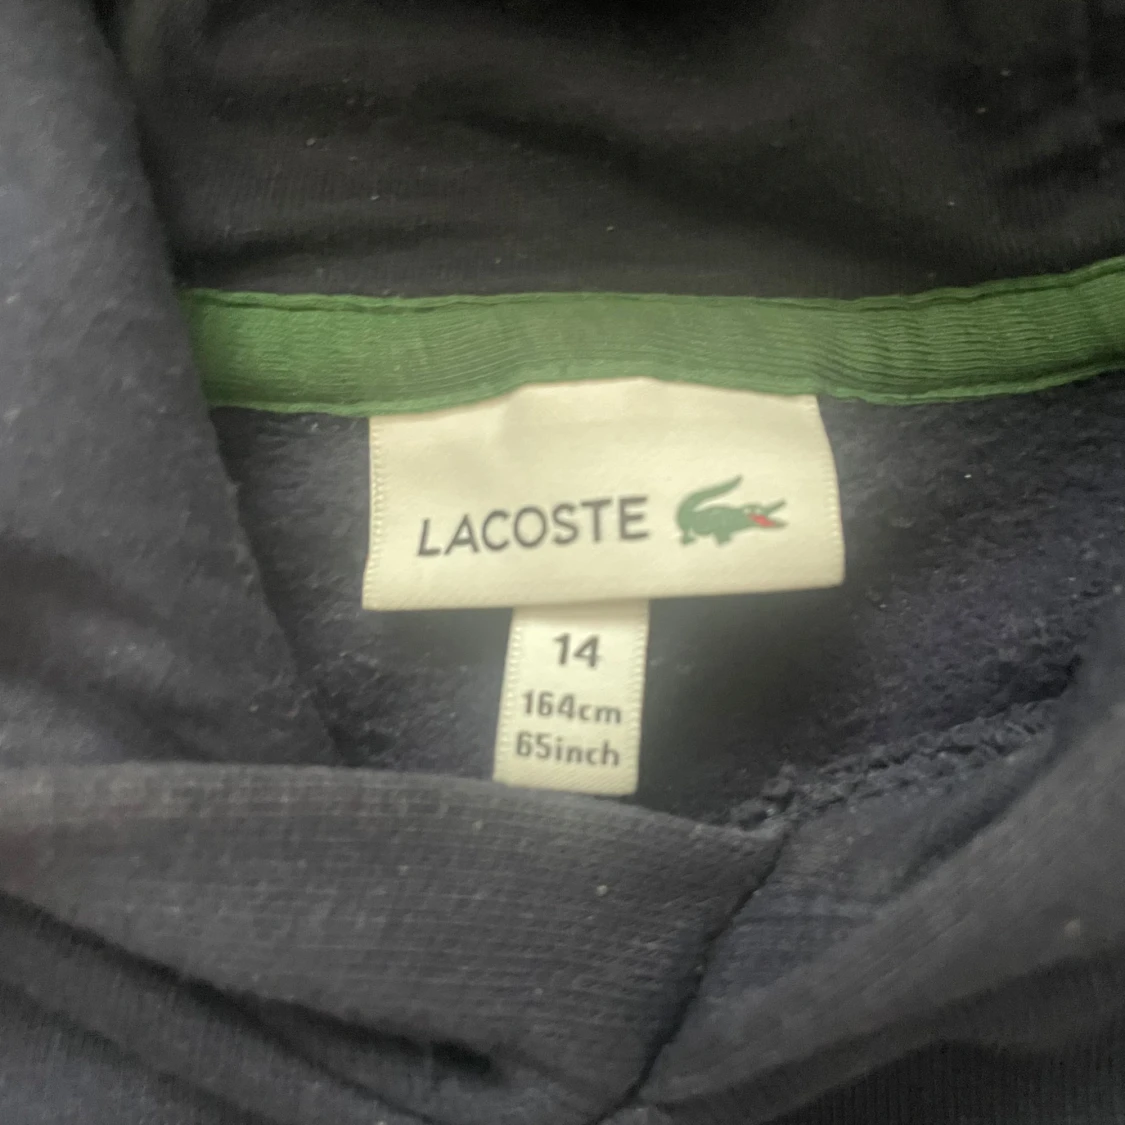 LACOSTE
14
164cm
65inch